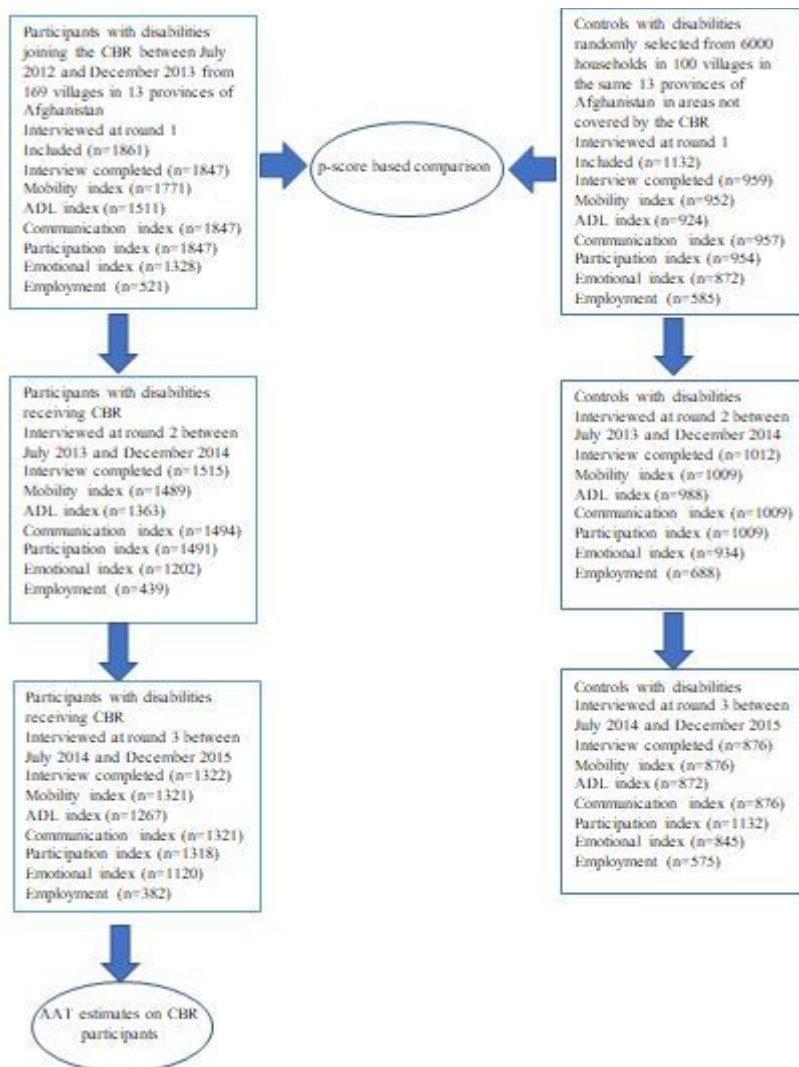 Participants with disabilities
joining the CBR between July
2012 and December 2013 from
169 villages in 13 provinces of
Afghanistan
Interviewed at round 1
Included (n=1861)
Interview completed (n=1847)
Mobility index (n=1771)
ADL index (n=1511)
Communication index (n=1847)
Participation index (n=1847)
Emotional index (n=1328)
Employment (n=521)
p-score based comparison
Controls with disabilities
randomly selected from 6000
households in 100 villages in
the same 13 provinces of
Afghanistan in areas not
covered by the CBR
Interviewed at round 1
Included (n=1132)
Interview completed (n=959)
Mobility index (n=952)
ADL index (n=924)
Communication index (n=957)
Participation index (n=954)
Emotional index (n=872)
Employment (n=585)
Participants with disabilities
receiving CBR
Interviewed at round 2 between
July 2013 and December 2014
Interview completed (n=1515)
Mobility index (n=1489)
ADL index (n=1363)
Communication index (n=1494)
Participation index (n=1491)
Emotional index (n=1202)
Employment (n=439)
Controls with disabilities
Interviewed at round 2 between
July 2013 and December 2014
Interview completed (n=1012)
Mobility index (n=1009)
ADL index (n=988)
Communication index (n=1009)
Participation index (n=1009)
Emotional index (n=934)
Employment (n=688)
Participants with disabilities
receiving CBR
Interviewed at round 3 between
July 2014 and December 2015
Interview completed (n=1322)
Mobility index (n=1321)
ADL index (n=1267)
Communication index (n=1321)
Participation index (n=1318)
Emotional index (n=1120)
Employment (n=382)
Controls with disabilities
Interviewed at round 3 between
July 2014 and December 2015
Interview completed (n=876)
Mobility index (n=876)
ADL index (n=872)
Communication index (n=876)
Participation index (n=1132)
Emotional index (n=845)
Employment (n=575)
AAT estimates on CBR
participants